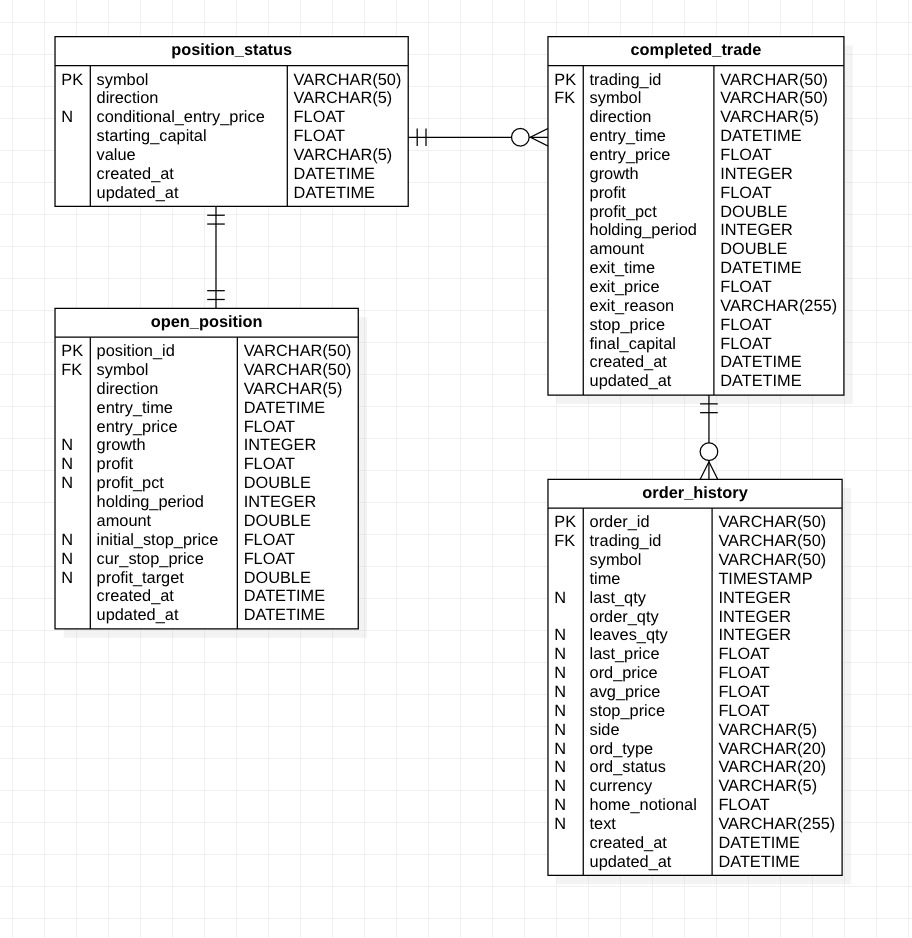 position_status
PK symbol VARCHAR(50)
direction VARCHAR(5)
N conditional_entry_price FLOAT
starting_capital FLOAT
value VARCHAR(5)
created_at DATETIME
updated_at DATETIME
completed_trade
PK trading_id VARCHAR(50)
FK symbol VARCHAR(50)
direction VARCHAR(5)
entry_time DATETIME
entry_price FLOAT
growth INTEGER
profit FLOAT
profit_pct DOUBLE
holding_period INTEGER
amount DOUBLE
exit_time DATETIME
exit_price FLOAT
exit_reason VARCHAR(255)
stop_price FLOAT
final_capital FLOAT
created_at DATETIME
updated_at DATETIME
open_position
PK position_id VARCHAR(50)
FK symbol VARCHAR(50)
direction VARCHAR(5)
entry_time DATETIME
entry_price FLOAT
N growth INTEGER
N profit FLOAT
N profit_pct DOUBLE
holding_period INTEGER
amount DOUBLE
N initial_stop_price FLOAT
N cur_stop_price FLOAT
N profit_target DOUBLE
created_at DATETIME
updated_at DATETIME
order_history
PK order_id VARCHAR(50)
FK trading_id VARCHAR(50)
symbol VARCHAR(50)
time TIMESTAMP
N last_qty INTEGER
order_qty INTEGER
N leaves_qty INTEGER
N last_price FLOAT
N ord_price FLOAT
N avg_price FLOAT
N stop_price FLOAT
N side VARCHAR(5)
N ord_type VARCHAR(20)
N ord_status VARCHAR(20)
N currency VARCHAR(5)
N home_notional FLOAT
N text VARCHAR(255)
created_at DATETIME
updated_at DATETIME